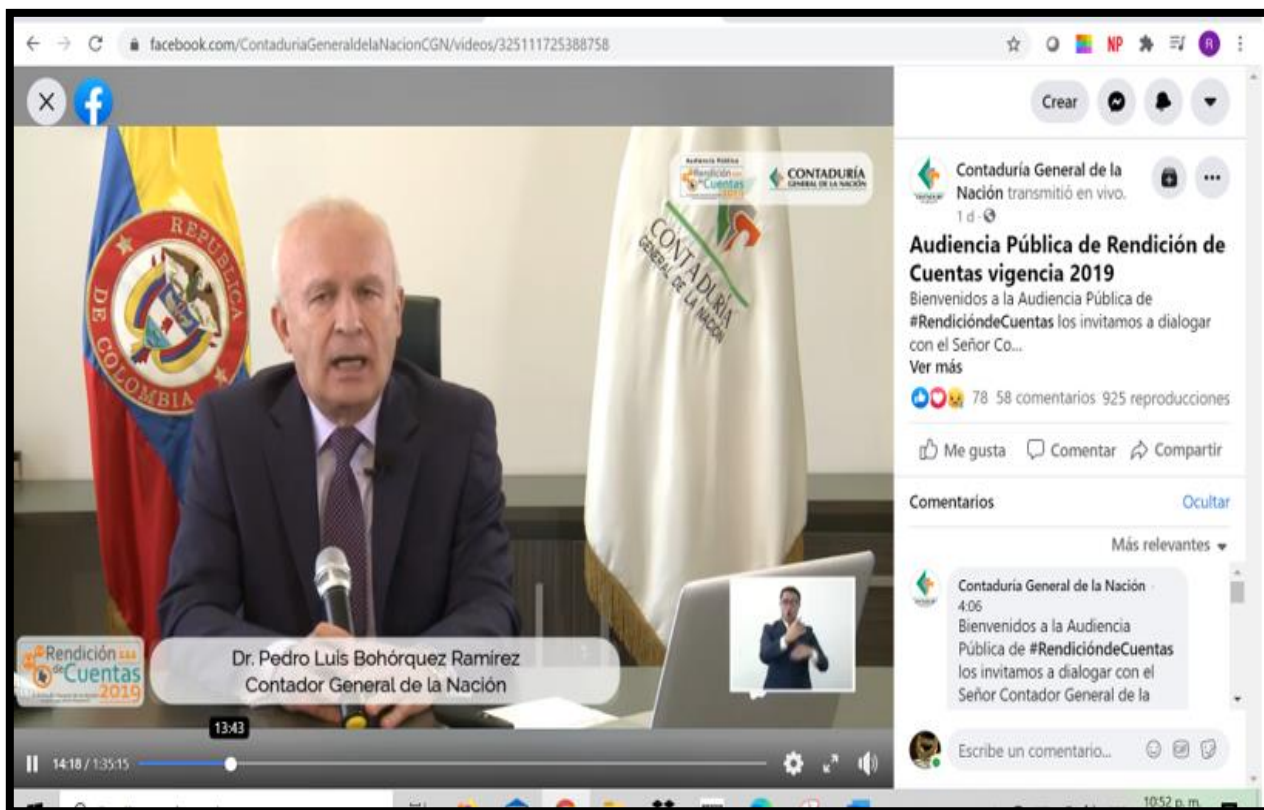 facebook.com/ContaduriaGeneraldelaNacionCGN/videos/325111725388758
NP
R
Crear
REPUBLICA
DE COLOMBIA
CONTADURÍA
GENERAL DE LA NACIÓN
Audiencia Pública
Rendición
de Cuentas
2019
CONTADURÍA
GENERAL DE LA NACIÓN
Contaduría General de la
Nación transmitió en vivo.
1 d
Audiencia Pública de Rendición de
Cuentas vigencia 2019
Bienvenidos a la Audiencia Pública de
#RendicióndeCuentas los invitamos a dialogar
con el Señor Co...
Ver más
78 58 comentarios 925 reproducciones
Me gusta Comentar Compartir
Comentarios Ocultar
Más relevantes
Contaduría General de la Nación ·
4:06
Bienvenidos a la Audiencia
Pública de #RendicióndeCuentas
los invitamos a dialogar con el
Señor Contador General de la
Escribe un comentario...
GIF
Rendición
de Cuentas
2019
Dr. Pedro Luis Bohórquez Ramírez
Contador General de la Nación
13:43
14:18 / 1:35:15
10:52 p. m.